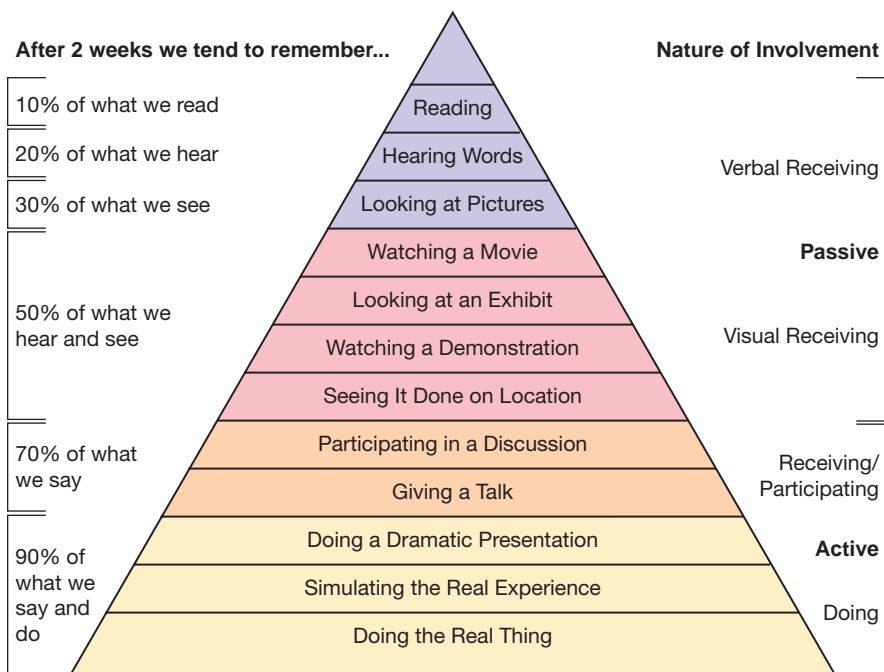 After 2 weeks we tend to remember...
Nature of Involvement
10% of what we read
20% of what we hear
30% of what we see
50% of what we
hear and see
70% of what
we say
90% of
what we
say and
do
Reading
Hearing Words
Looking at Pictures
Watching a Movie
Looking at an Exhibit
Watching a Demonstration
Seeing It Done on Location
Participating in a Discussion
Giving a Talk
Doing a Dramatic Presentation
Simulating the Real Experience
Doing the Real Thing
Verbal Receiving
Passive
Visual Receiving
Receiving/
Participating
Active
Doing